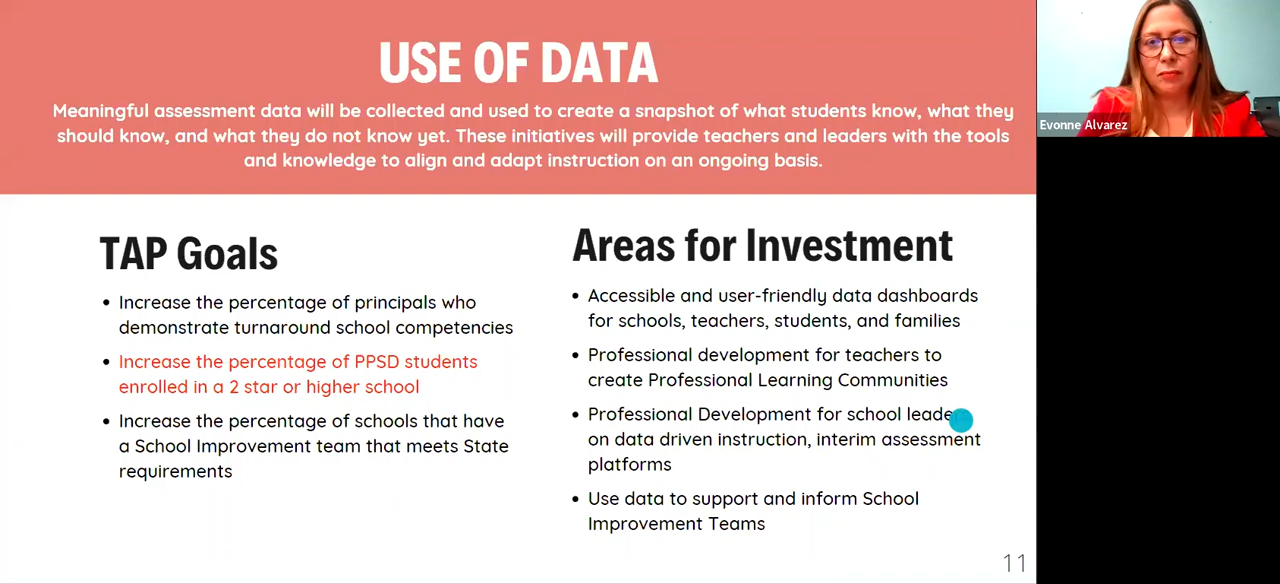 USE OF DATA
Meaningful assessment data will be collected and used to create a snapshot of what students know, what they
should know, and what they do not know yet. These initiatives will provide teachers and leaders with the tools
and knowledge to align and adapt instruction on an ongoing basis.
TAP Goals
• Increase the percentage of principals who
demonstrate turnaround school competencies
• Increase the percentage of PPSD students
enrolled in a 2 star or higher school
• Increase the percentage of schools that have
a School Improvement team that meets State
requirements
Areas for Investment
• Accessible and user-friendly data dashboards
for schools, teachers, students, and families
• Professional development for teachers to
create Professional Learning Communities
• Professional Development for school
on data driven instruction, interim assessment
platforms
• Use data to support and inform School
Improvement Teams
11
Evonne Alvarez